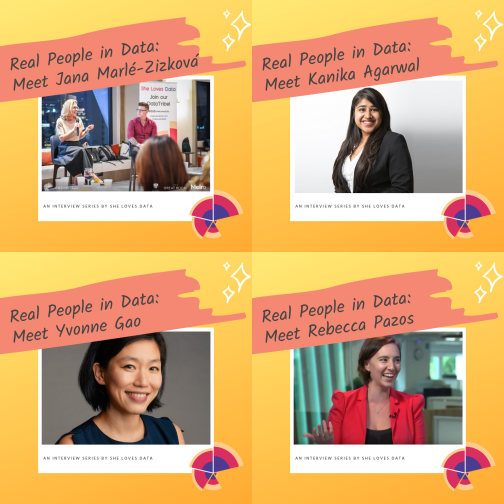 Real People in Data:
Meet Jana Marlé-Zizková
She Loves Data
Join our
DataTribe!
AN INTERVIEW SERIES BY SHE LOVES DATA
Real People in Data:
Meet Kanika Agarwal
AN INTERVIEW SERIES BY SHE LOVES DATA
Real People in Data:
Meet Yvonne Gao
AN INTERVIEW SERIES BY SHE LOVES DATA
Real People in Data:
Meet Rebecca Pazos
AN INTERVIEW SERIES BY SHE LOVES DATA